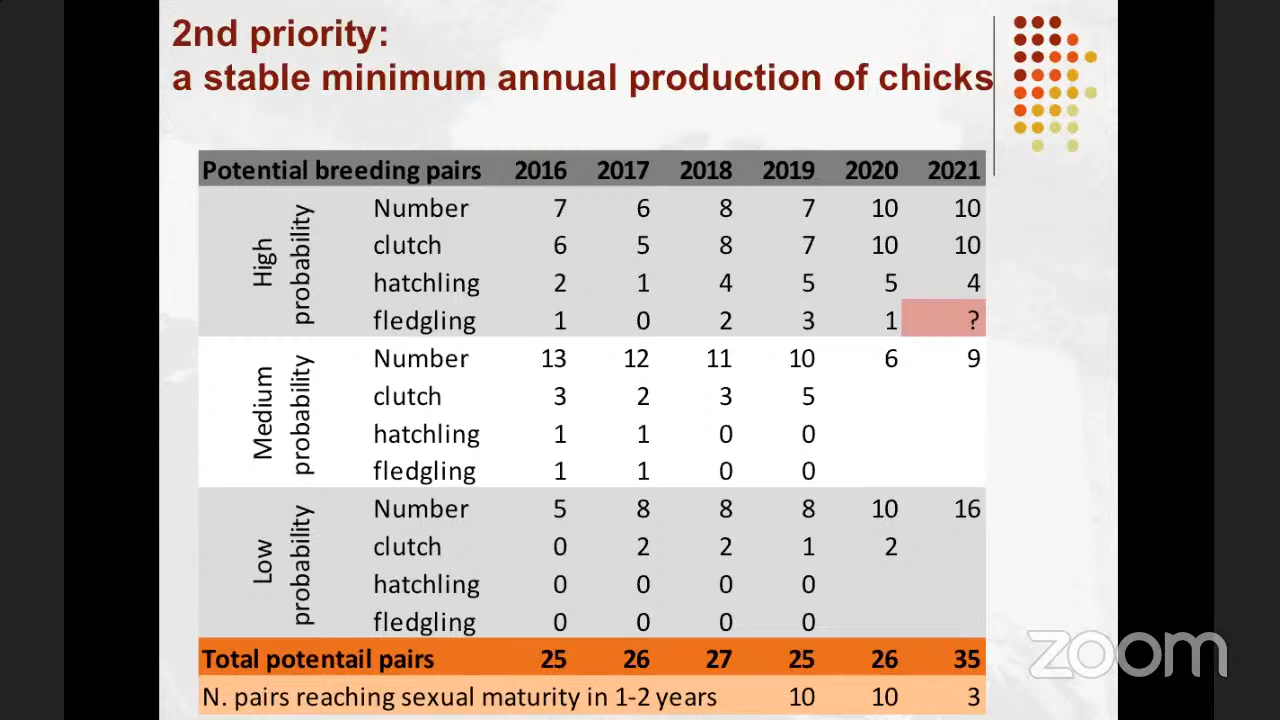 2nd priority:
a stable minimum annual production of chicks
Potential breeding pairs 2016 2017 2018 2019 2020 2021
High probability
Number 7 6 8 7 10 10
clutch 6 5 8 7 10 10
hatchling 2 1 4 5 5 4
fledgling 1 0 2 3 1 ?
Medium probability
Number 13 12 11 10 6 9
clutch 3 2 3 5
hatchling 1 1 0 0
fledgling 1 1 0 0
Low probability
Number 5 8 8 8 10 16
clutch 0 2 2 1 2
hatchling 0 0 0 0
fledgling 0 0 0 0
Total potentail pairs 25 26 27 25 26 35
N. pairs reaching sexual maturity in 1-2 years 10 10 3
zoom